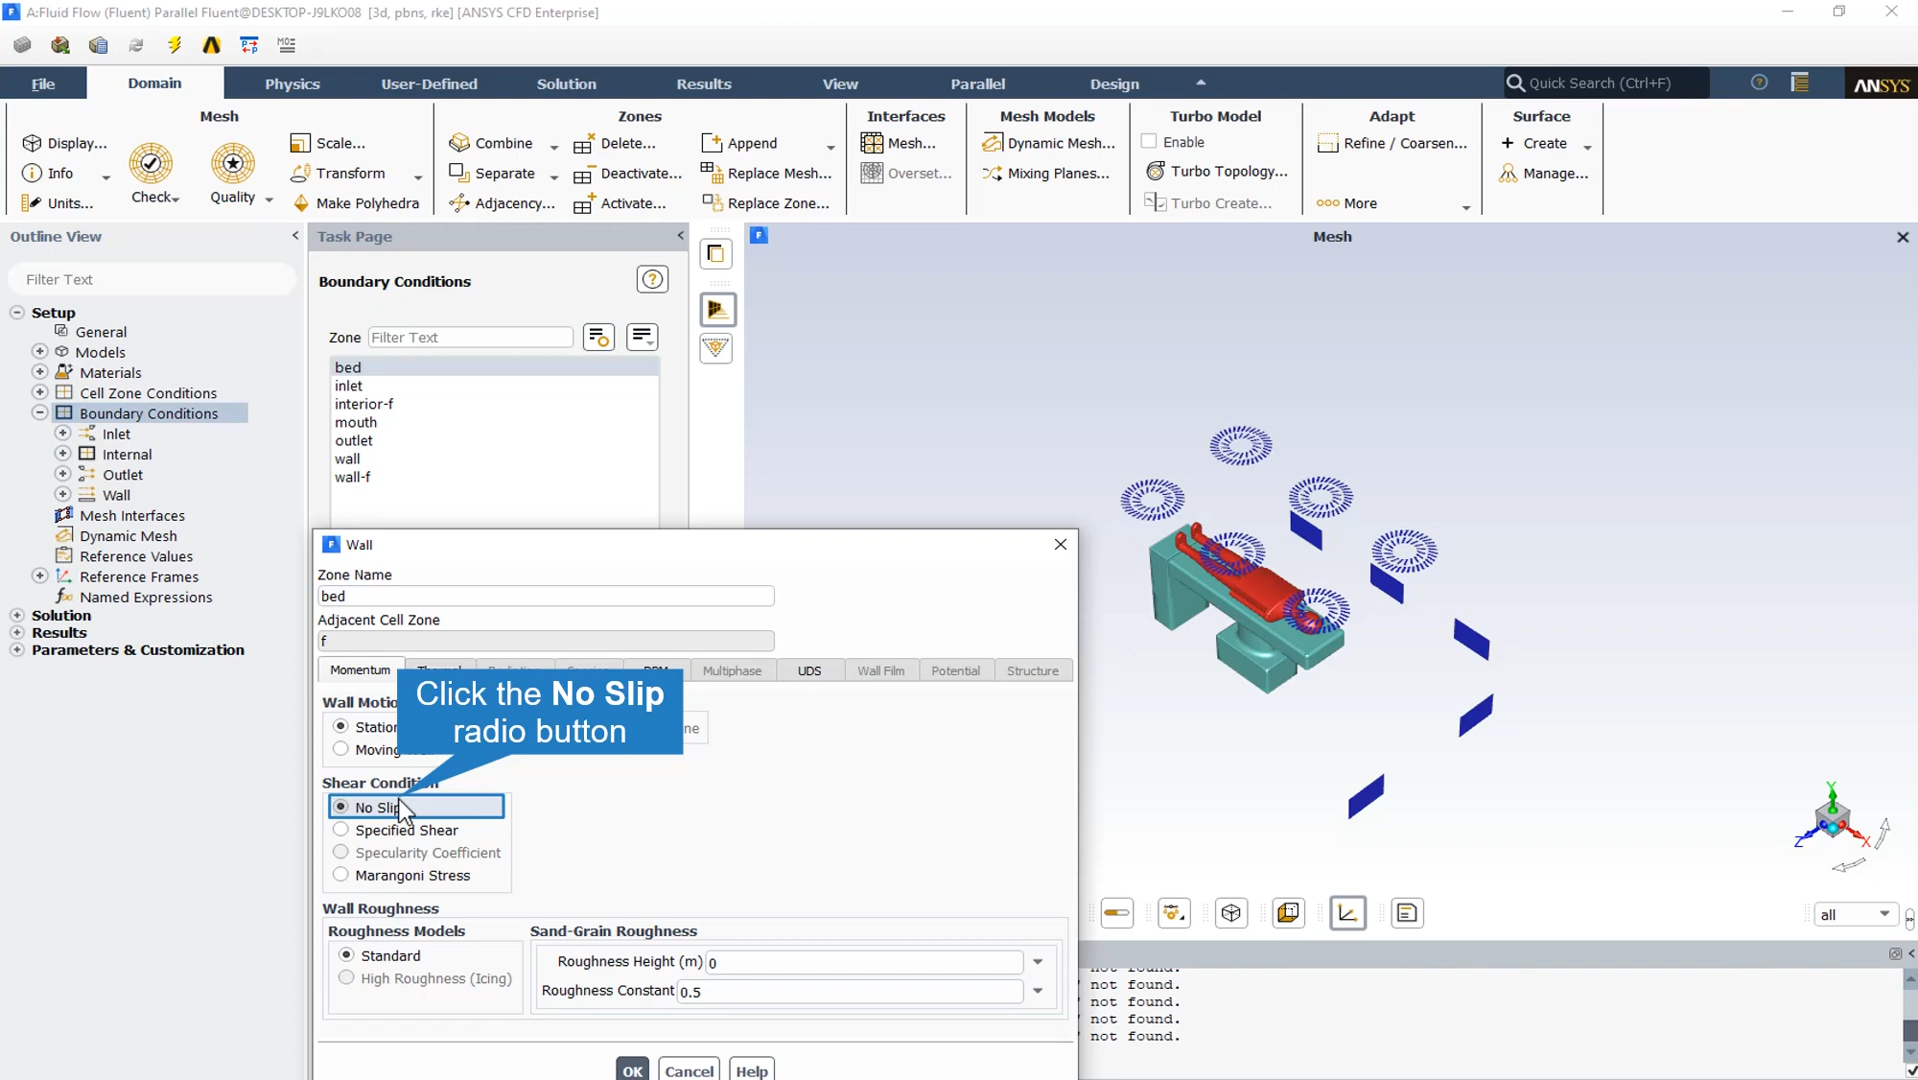 A:Fluid Flow (Fluent) Parallel Fluent@DESKTOP-J9LKO08 [3d, pbns, rke] [ANSYS CFD Enterprise]
File Domain Physics User-Defined Solution Results View Parallel Design Quick Search (Ctrl+F) ANSYS
Mesh Zones Interfaces Mesh Models Turbo Model Adapt Surface
Display... Scale... Combine Delete... Append Mesh... Dynamic Mesh... Enable Refine / Coarsen... Create
Info Transform Separate Deactivate... Replace Mesh... Overset... Mixing Planes... Turbo Topology... Manage...
Check Quality
Units... Make Polyhedra Adjacency... Activate... Replace Zone... Turbo Create... More
Outline View
Filter Text
Setup
General
Models
Materials
Cell Zone Conditions
Boundary Conditions
Inlet
Internal
Outlet
Wall
Mesh Interfaces
Dynamic Mesh
Reference Values
Reference Frames
Named Expressions
Solution
Results
Parameters & Customization
Task Page
Boundary Conditions
Zone Filter Text
bed
inlet
interior-f
mouth
outlet
wall
wall-f
Mesh
Wall
Zone Name
bed
Adjacent Cell Zone
f
Momentum Multiphase UDS Wall Film Potential Structure
Click the No Slip
radio button
Shear Condition
No Slip
Specified Shear
Specularity Coefficient
Marangoni Stress
Wall Roughness
Roughness Models
Standard
High Roughness (Icing)
Sand-Grain Roughness
Roughness Height (m) 0
Roughness Constant 0.5
OK Cancel Help
Y
Z
X
all
not found.
not found.
not found.
not found.
not found.